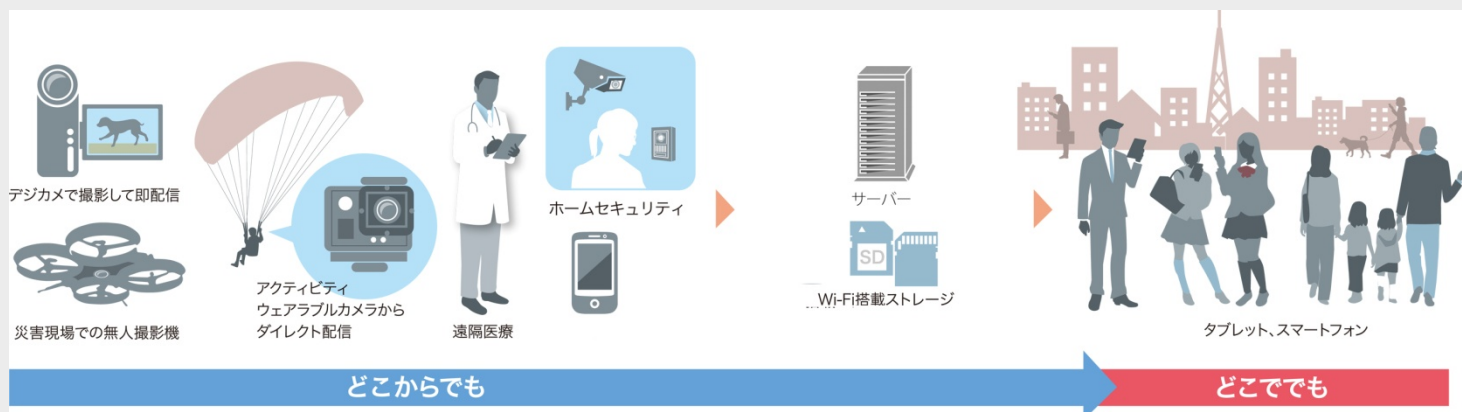 デジカメで撮影して即配信
災害現場での無人撮影機
アクティビティ
ウェアラブルカメラから
ダイレクト配信
遠隔医療
ホームセキュリティ
サーバー
SD
Wi-Fi搭載ストレージ
タブレット、スマートフォン
どこからでも
どこででも